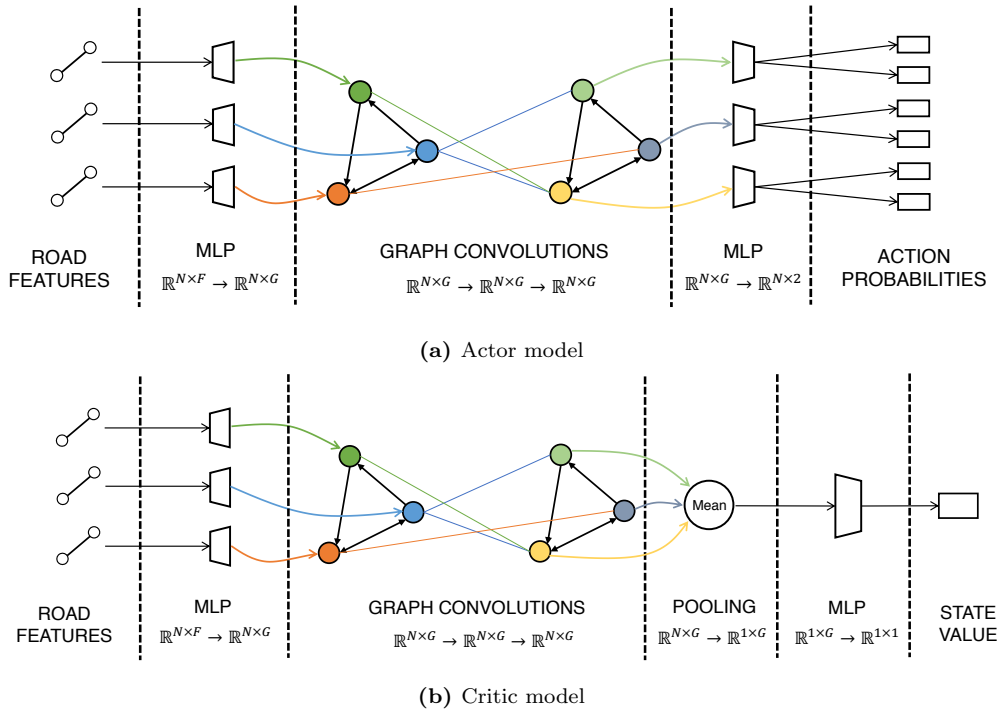 ROAD
FEATURES
MLP
ℝ^{N×F} → ℝ^{N×G}
GRAPH CONVOLUTIONS
ℝ^{N×G} → ℝ^{N×G} → ℝ^{N×G}
MLP
ℝ^{N×G} → ℝ^{N×2}
ACTION
PROBABILITIES
(a) Actor model
Mean
ROAD
FEATURES
MLP
ℝ^{N×F} → ℝ^{N×G}
GRAPH CONVOLUTIONS
ℝ^{N×G} → ℝ^{N×G} → ℝ^{N×G}
POOLING
ℝ^{N×G} → ℝ^{1×G}
MLP
ℝ^{1×G} → ℝ^{1×1}
STATE
VALUE
(b) Critic model